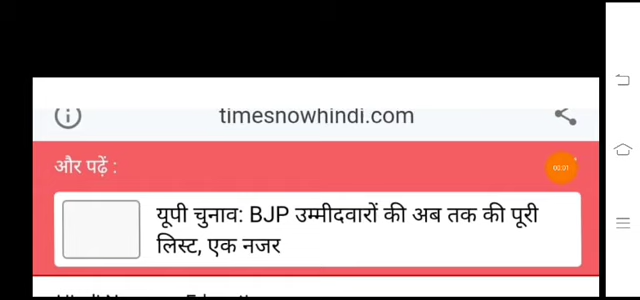 timesnowhindi.com
और पढ़ें :
00:01
यूपी चुनाव: BJP उम्मीदवारों की अब तक की पूरी
लिस्ट, एक नजर